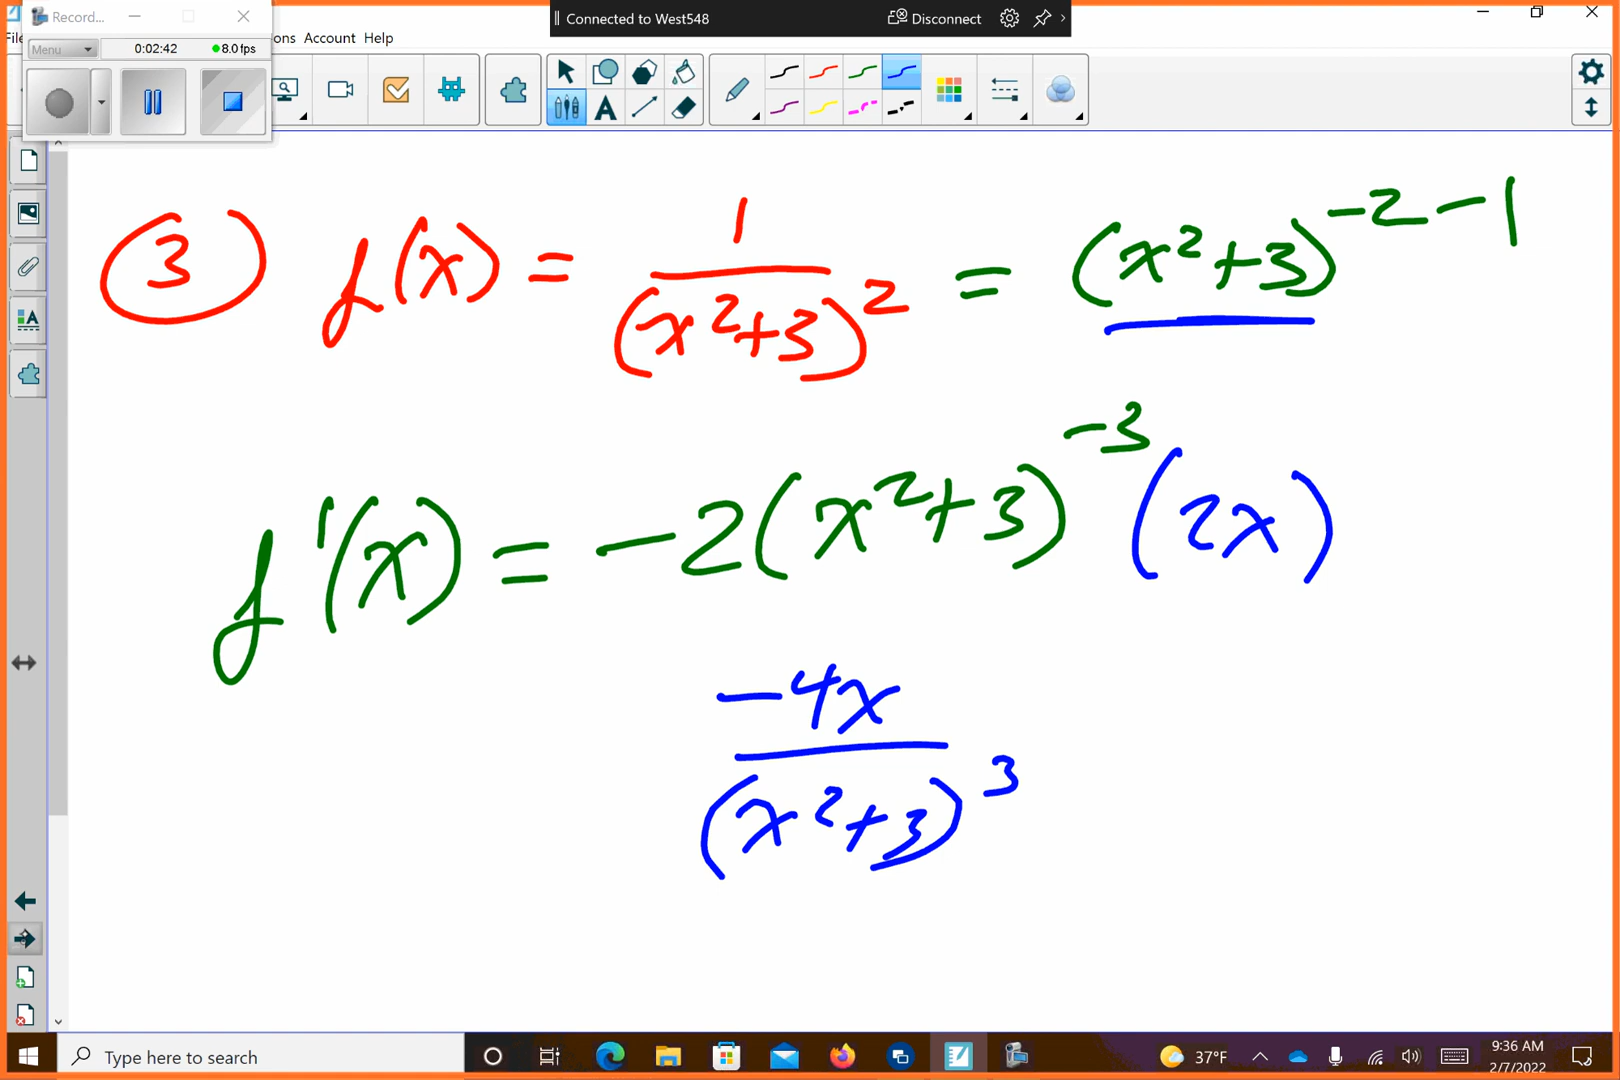 Record...
Connected to West548
Disconnect
Menu
0:02:42
8.0 fps
File
ons Account Help
③ f(x) = 1/(x²+3)² = (x²+3)⁻² - 1
f'(x) = -2(x²+3)⁻³ (2x)
-4x
(x²+3)³
Type here to search
37°F
9:36 AM
2/7/2022